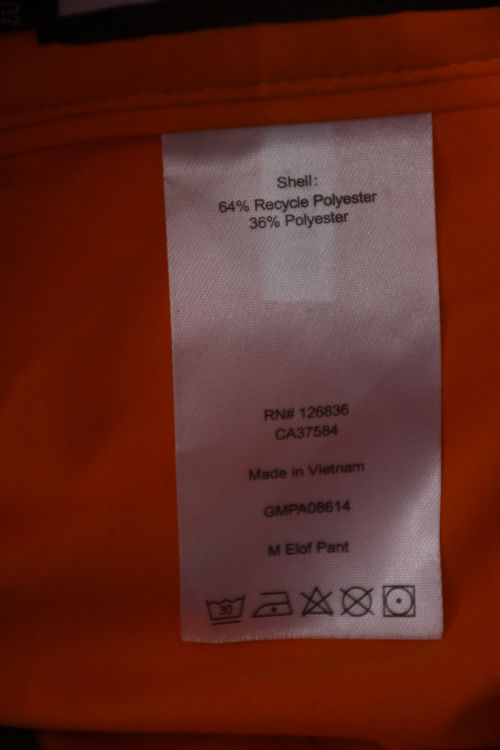 Shell:
64% Recycle Polyester
36% Polyester
RN# 126836
CA37584
Made in Vietnam
GMPA08614
M Elof Pant
30